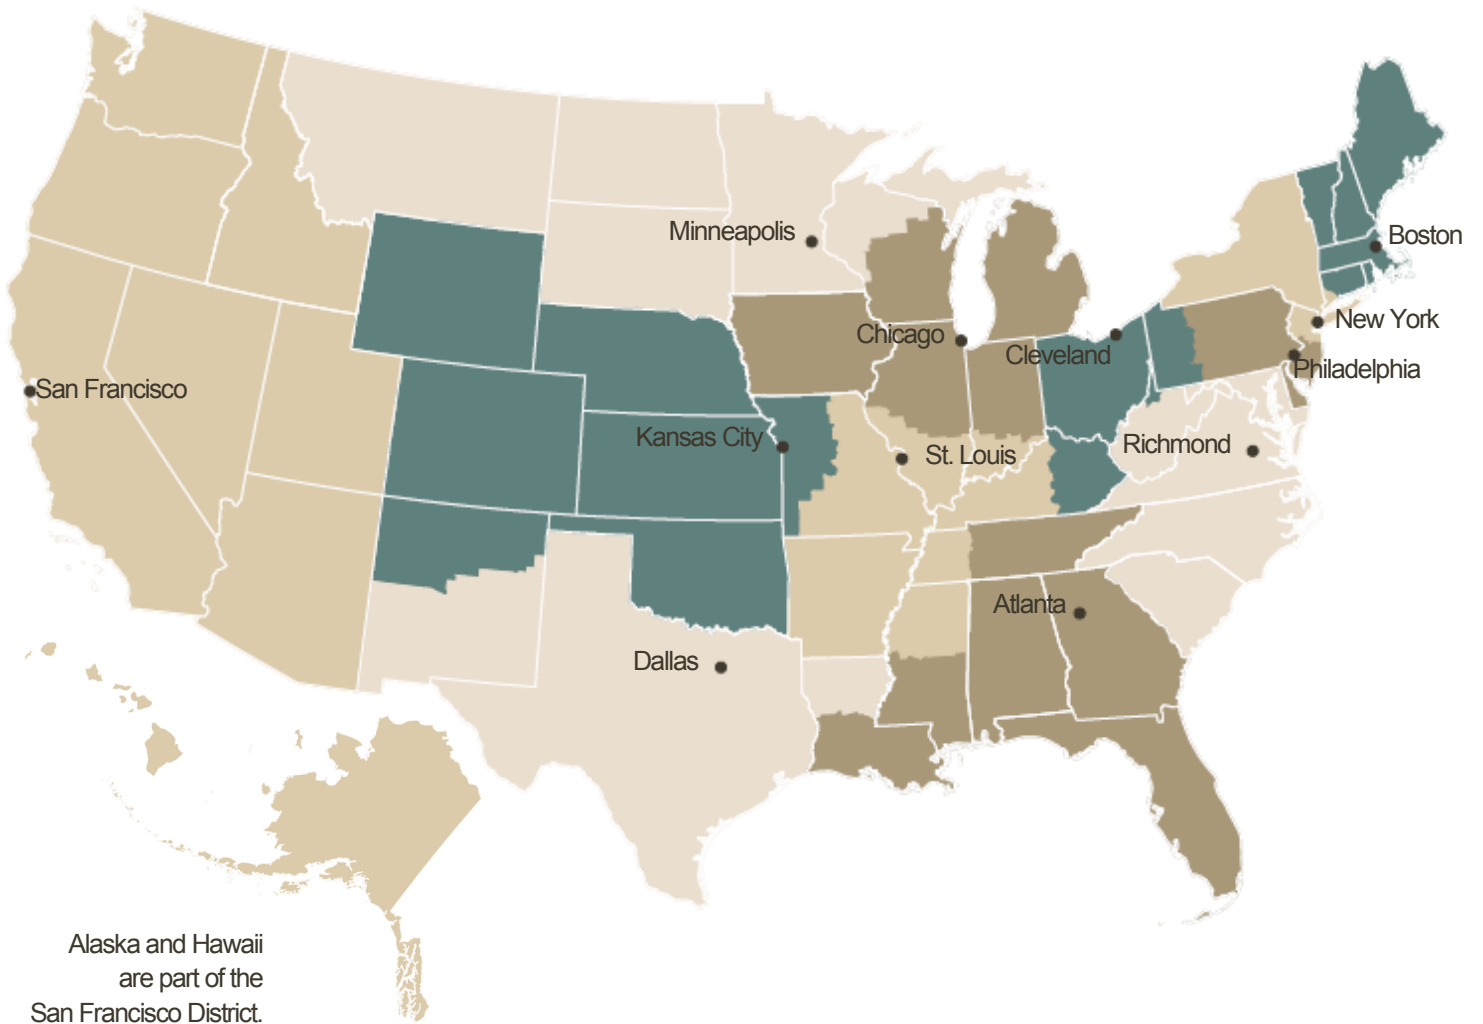 Minneapolis
Boston
New York
Chicago
Cleveland
Philadelphia
San Francisco
Kansas City
Richmond
St. Louis
Atlanta
Dallas
Alaska and Hawaii
are part of the
San Francisco District.